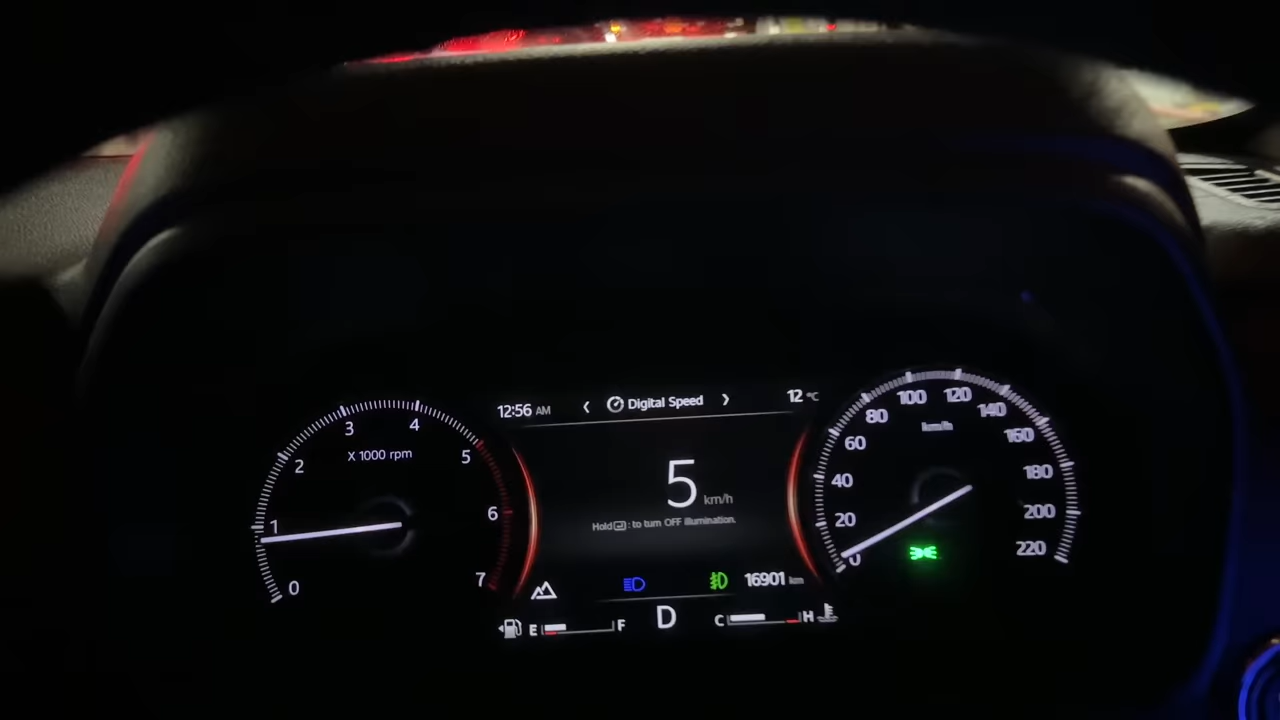 12:56 AM
Digital Speed
12 °C
0
1
2
3
4
5
6
7
X 1000 rpm
5 km/h
Hold : to turn OFF illumination.
0
20
40
60
80
100
120
140
160
180
200
220
km/h
16901 km
E F
D
C H